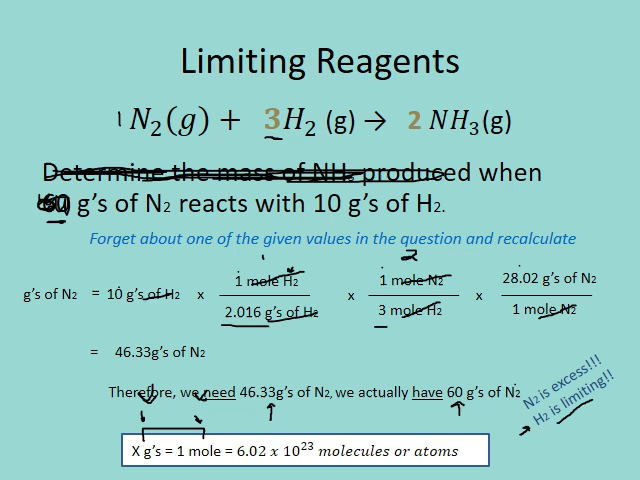 Limiting Reagents
1 N₂(g) + 3H₂ (g) → 2 NH₃(g)
Determine the mass of NH₃ produced when
60 g's of N₂ reacts with 10 g's of H₂.
Forget about one of the given values in the question and recalculate
1 2
g's of N₂ = 10 g's of H₂ x 1 mole H₂ / 2.016 g's of H₂ x 1 mole N₂ / 3 mole H₂ x 28.02 g's of N₂ / 1 mole N₂
= 46.33g's of N₂
Therefore, we need 46.33g's of N₂, we actually have 60 g's of N₂
N₂ is excess!!!
H₂ is limiting!!
X g's = 1 mole = 6.02 x 10²³ molecules or atoms